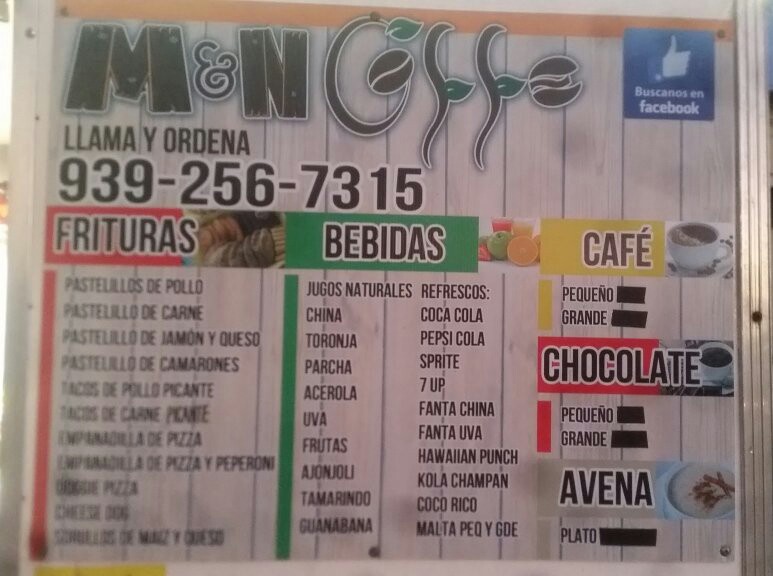 M&N Coffe
Buscanos en
facebook
LLAMA Y ORDENA
939-256-7315
FRITURAS
PASTELILLOS DE POLLO
PASTELILLO DE CARNE
PASTELILLO DE JAMÓN Y QUESO
PASTELILLO DE CAMARONES
TACOS DE POLLO PICANTE
TACOS DE CARNE PICANTE
EMPANADILLA DE PIZZA
EMPANADILLA DE PIZZA Y PEPERONI
DOGGIE PIZZA
CHEESE DOG
SORULLOS DE MAIZ Y QUESO
BEBIDAS
JUGOS NATURALES
CHINA
TORONJA
PARCHA
ACEROLA
UVA
FRUTAS
AJONJOLI
TAMARINDO
GUANABANA
REFRESCOS:
COCA COLA
PEPSI COLA
SPRITE
7 UP
FANTA CHINA
FANTA UVA
HAWAIIAN PUNCH
KOLA CHAMPAN
COCO RICO
MALTA PEQ Y GDE
CAFÉ
PEQUEÑO
GRANDE
CHOCOLATE
PEQUEÑO
GRANDE
AVENA
PLATO